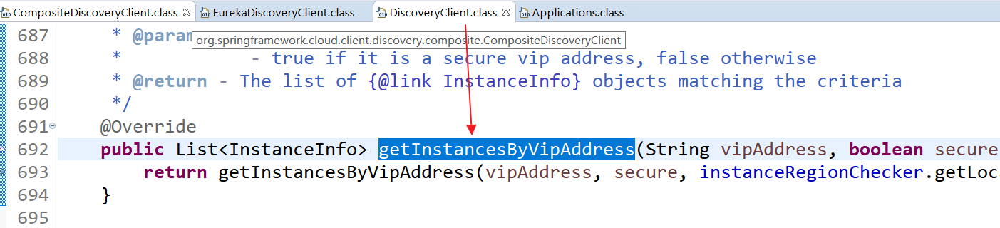 CompositeDiscoveryClient.class EurekaDiscoveryClient.class DiscoveryClient.class Applications.class
687 * @param
org.springframework.cloud.client.discovery.composite.CompositeDiscoveryClient
688 * - true if it is a secure vip address, false otherwise
689 * @return - The list of {@link InstanceInfo} objects matching the criteria
690 */
691 @Override
692 public List<InstanceInfo> getInstancesByVipAddress(String vipAddress, boolean secure
693 return getInstancesByVipAddress(vipAddress, secure, instanceRegionChecker.getLoc
694 }
695